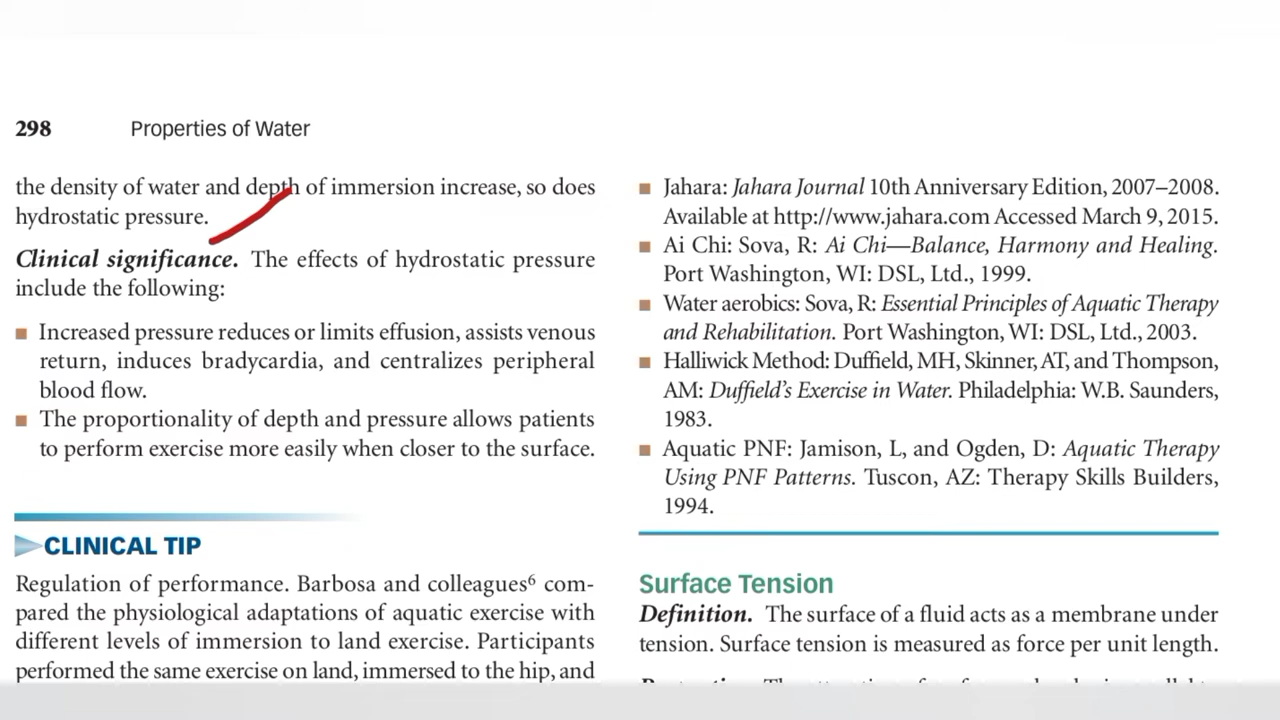 298 Properties of Water
the density of water and depth of immersion increase, so does
hydrostatic pressure.
Clinical significance. The effects of hydrostatic pressure
include the following:
■ Increased pressure reduces or limits effusion, assists venous
return, induces bradycardia, and centralizes peripheral
blood flow.
■ The proportionality of depth and pressure allows patients
to perform exercise more easily when closer to the surface.
CLINICAL TIP
Regulation of performance. Barbosa and colleagues⁶ com-
pared the physiological adaptations of aquatic exercise with
different levels of immersion to land exercise. Participants
performed the same exercise on land, immersed to the hip, and
■ Jahara: Jahara Journal 10th Anniversary Edition, 2007–2008.
Available at http://www.jahara.com Accessed March 9, 2015.
■ Ai Chi: Sova, R: Ai Chi—Balance, Harmony and Healing.
Port Washington, WI: DSL, Ltd., 1999.
■ Water aerobics: Sova, R: Essential Principles of Aquatic Therapy
and Rehabilitation. Port Washington, WI: DSL, Ltd., 2003.
■ Halliwick Method: Duffield, MH, Skinner, AT, and Thompson,
AM: Duffield's Exercise in Water. Philadelphia: W.B. Saunders,
1983.
■ Aquatic PNF: Jamison, L, and Ogden, D: Aquatic Therapy
Using PNF Patterns. Tuscon, AZ: Therapy Skills Builders,
1994.
Surface Tension
Definition. The surface of a fluid acts as a membrane under
tension. Surface tension is measured as force per unit length.